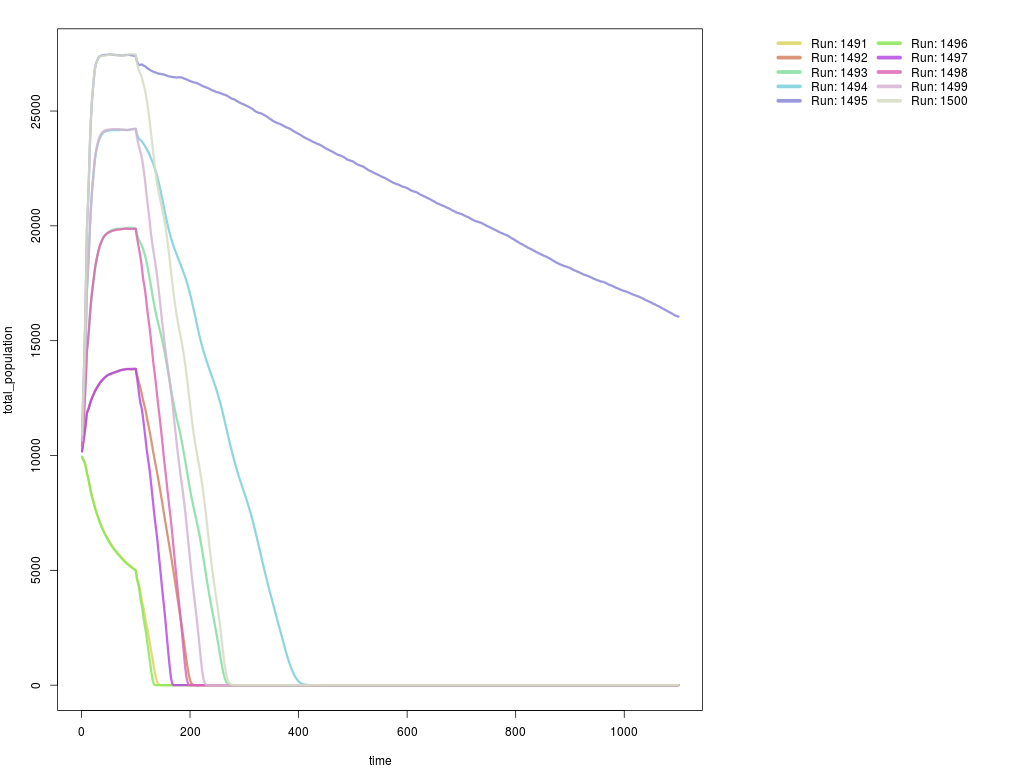 Run: 1491 Run: 1496
Run: 1492 Run: 1497
Run: 1493 Run: 1498
Run: 1494 Run: 1499
Run: 1495 Run: 1500
total_population
25000
20000
15000
10000
5000
0
0 200 400 600 800 1000
time